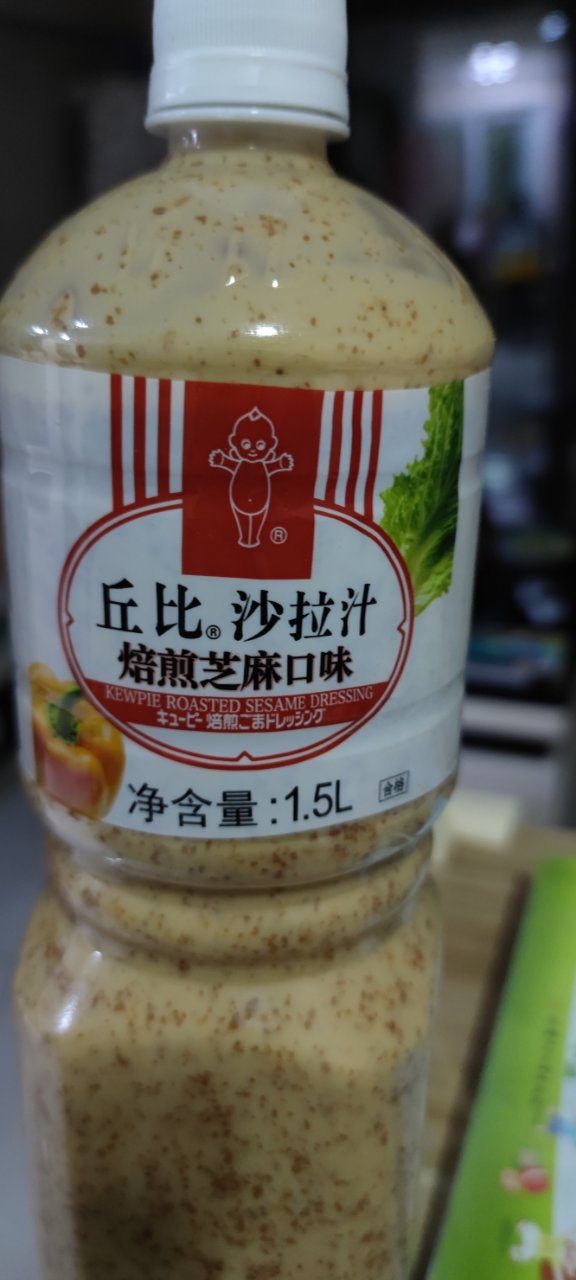 ®
丘比®沙拉汁
焙煎芝麻口味
KEWPIE ROASTED SESAME DRESSING
キユーピー 焙煎ごまドレッシング
净含量:1.5L
合格